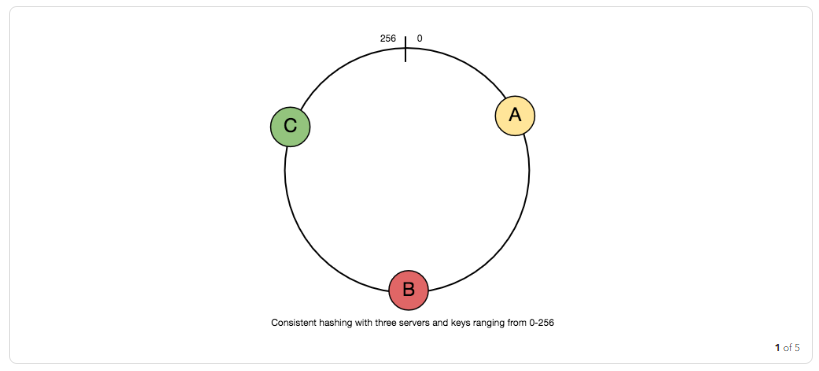 256 0
A
C
B
Consistent hashing with three servers and keys ranging from 0-256
1 of 5